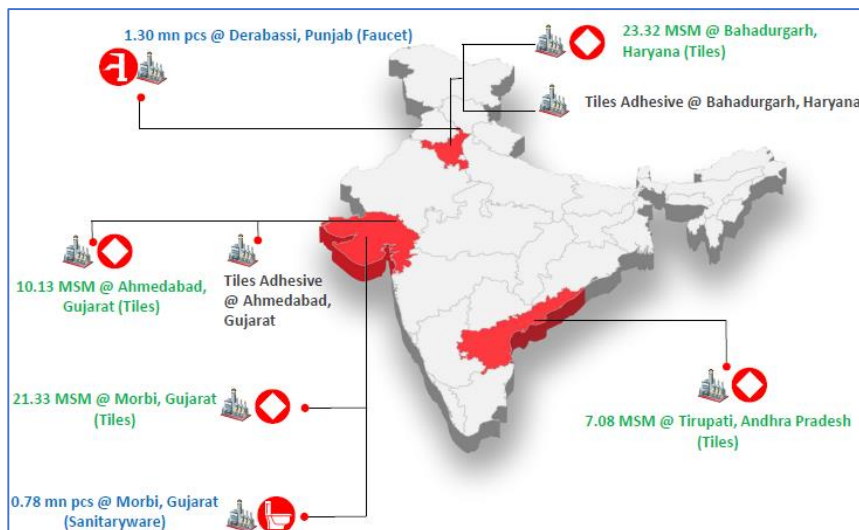 1.30 mn pcs @ Derabassi, Punjab (Faucet)
23.32 MSM @ Bahadurgarh,
Haryana (Tiles)
Tiles Adhesive @ Bahadurgarh, Haryana
10.13 MSM @ Ahmedabad,
Gujarat (Tiles)
Tiles Adhesive
@ Ahmedabad,
Gujarat
21.33 MSM @ Morbi, Gujarat
(Tiles)
7.08 MSM @ Tirupati, Andhra Pradesh
(Tiles)
0.78 mn pcs @ Morbi, Gujarat
(Sanitaryware)